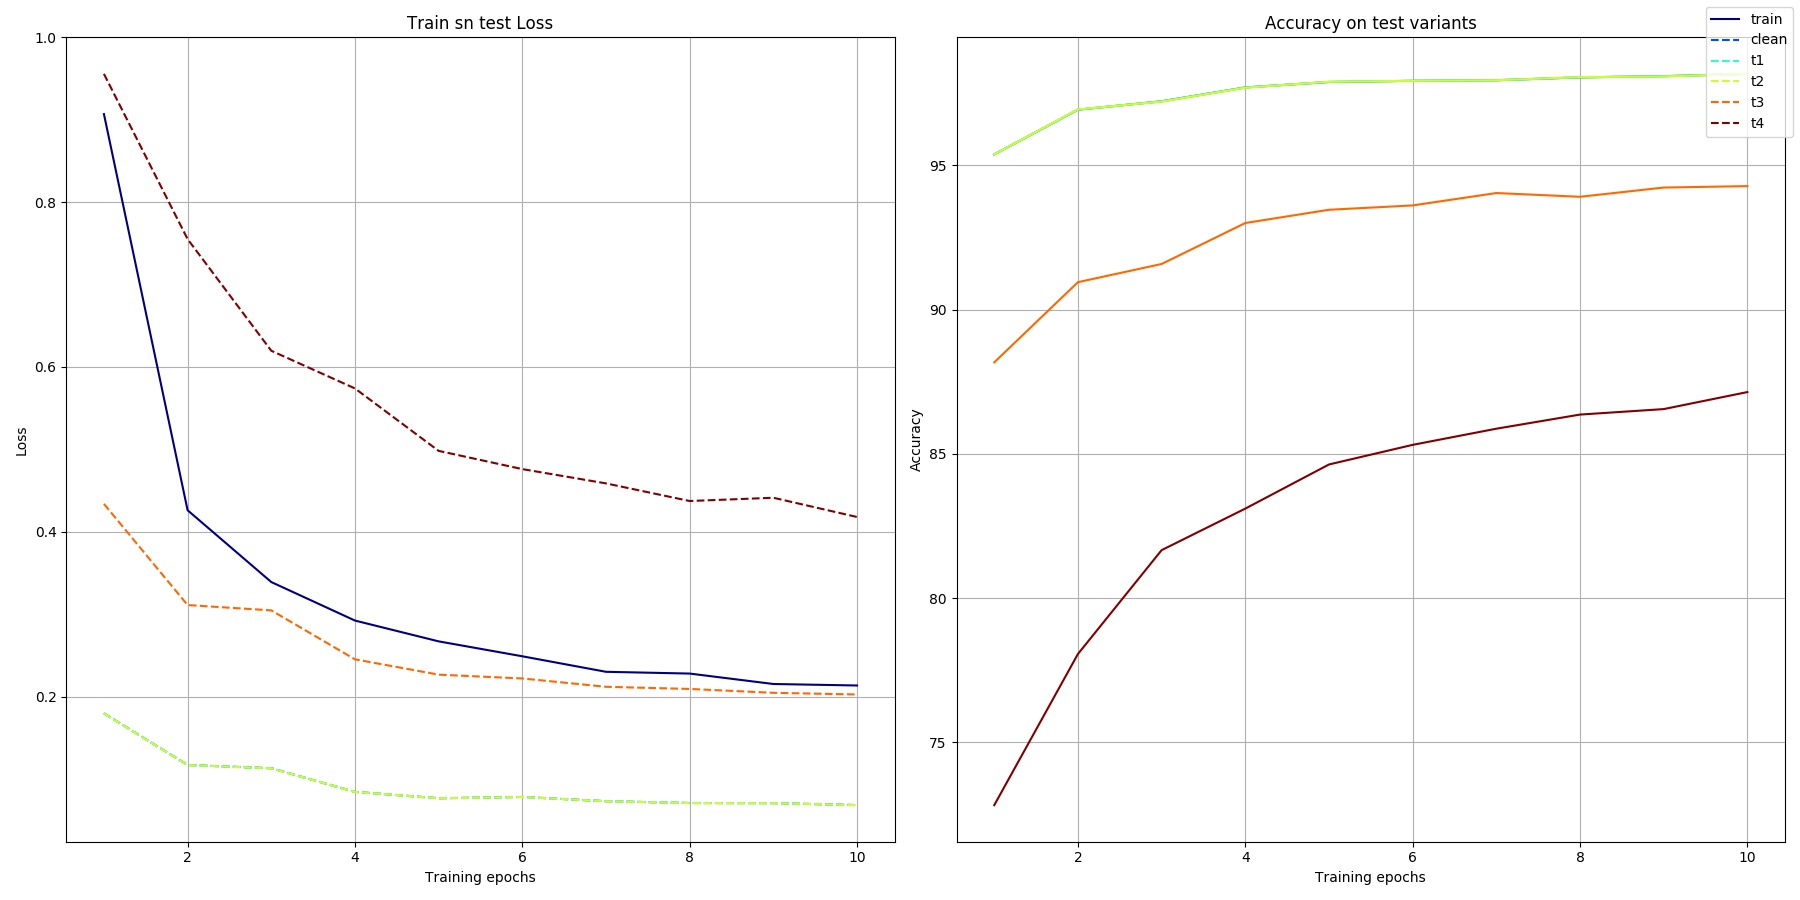 Train sn test Loss
1.0
0.8
0.6
0.4
0.2
Loss
2 4 6 8 10
Training epochs
Accuracy on test variants
95
90
85
80
75
Accuracy
2 4 6 8 10
Training epochs
train
clean
t1
t2
t3
t4